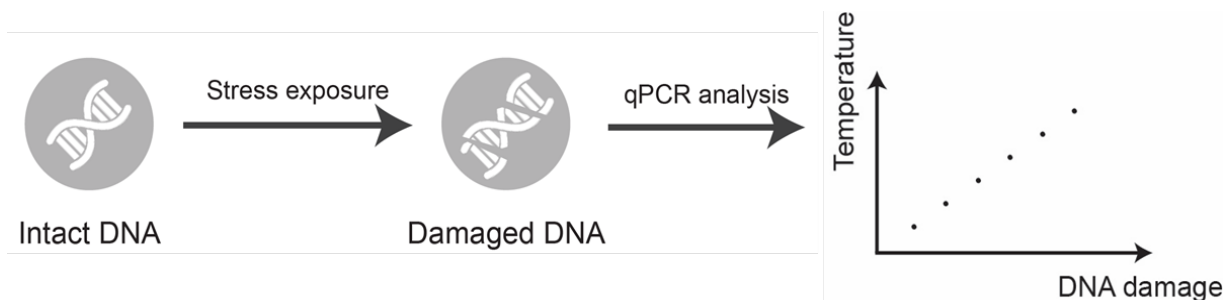 Intact DNA
Stress exposure
Damaged DNA
qPCR analysis
Temperature
DNA damage